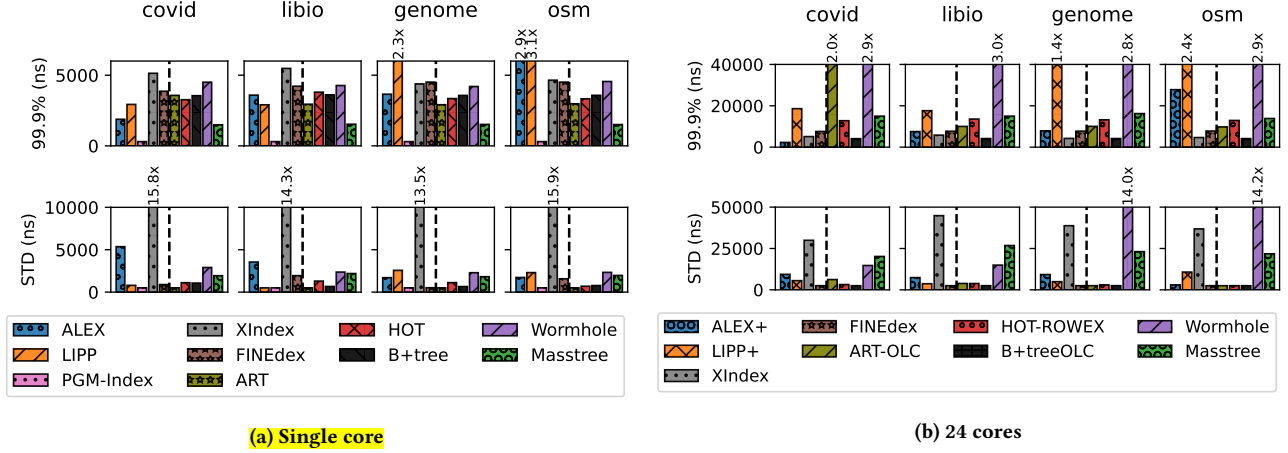 covid libio genome osm
2.3x 2.9x 3.1x
99.9% (ns)
5000
0
15.8x 14.3x 13.5x 15.9x
STD (ns)
10000
5000
0
ALEX XIndex HOT Wormhole
LIPP FINEdex B+tree Masstree
PGM-Index ART
(a) Single core
covid libio genome osm
2.0x 2.9x 3.0x 1.4x 2.8x 2.4x 2.9x
99.9% (ns)
40000
20000
0
14.0x 14.2x
STD (ns)
50000
25000
0
ALEX+ FINEdex HOT-ROWEX Wormhole
LIPP+ ART-OLC B+treeOLC Masstree
XIndex
(b) 24 cores